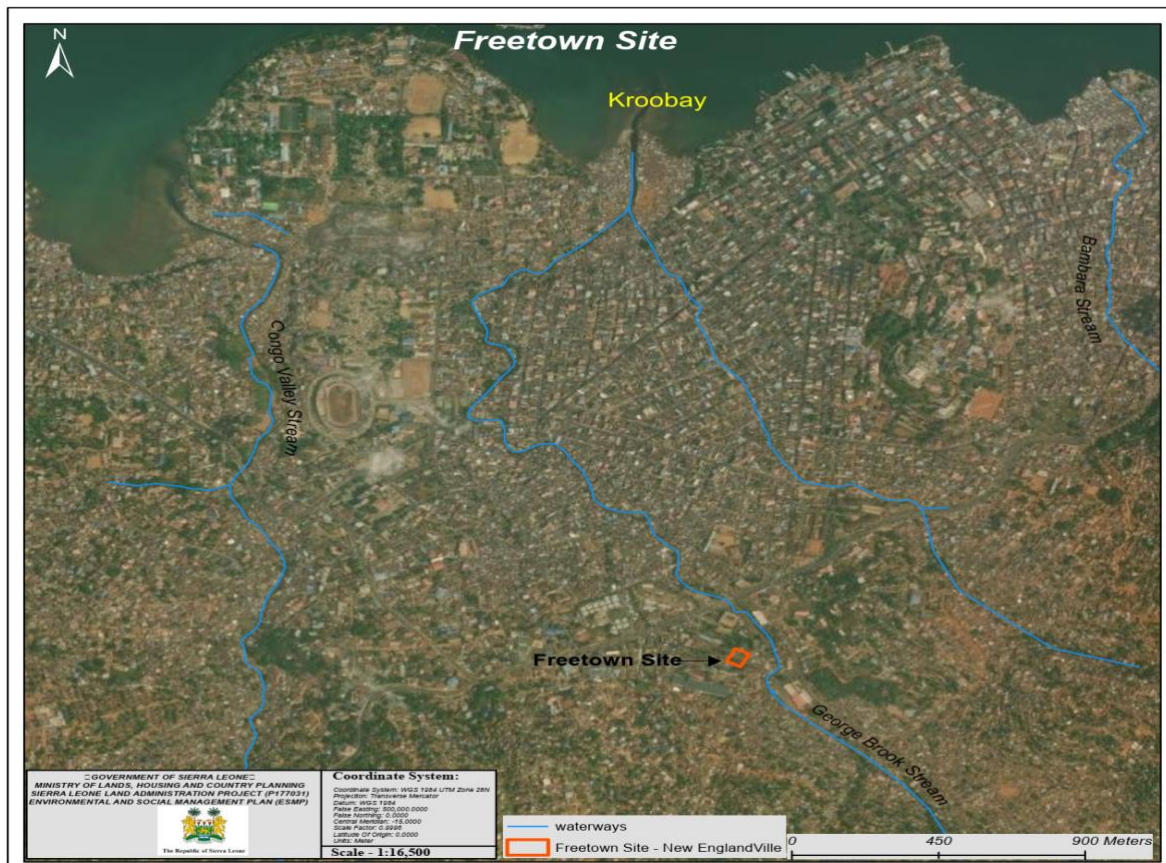 N
Freetown Site
Kroobay
Congo Valley Stream
Bambara Stream
Freetown Site
George Brook Stream
GOVERNMENT OF SIERRA LEONE
MINISTRY OF LANDS, HOUSING AND COUNTRY PLANNING
SIERRA LEONE LAND ADMINISTRATION PROJECT (P177031)
ENVIRONMENTAL AND SOCIAL MANAGEMENT PLAN (ESMP)
The Republic of Sierra Leone
Coordinate System:
Coordinate System: WGS 1984 UTM Zone 28N
Projection: Transverse Mercator
Datum: WGS 1984
False Easting: 500,000.0000
False Northing: 0.0000
Central Meridian: -15.0000
Scale Factor: 0.9996
Latitude Of Origin: 0.0000
Units: Meter
Scale - 1:16,500
waterways
Freetown Site - New EnglandVille
0 450 900 Meters